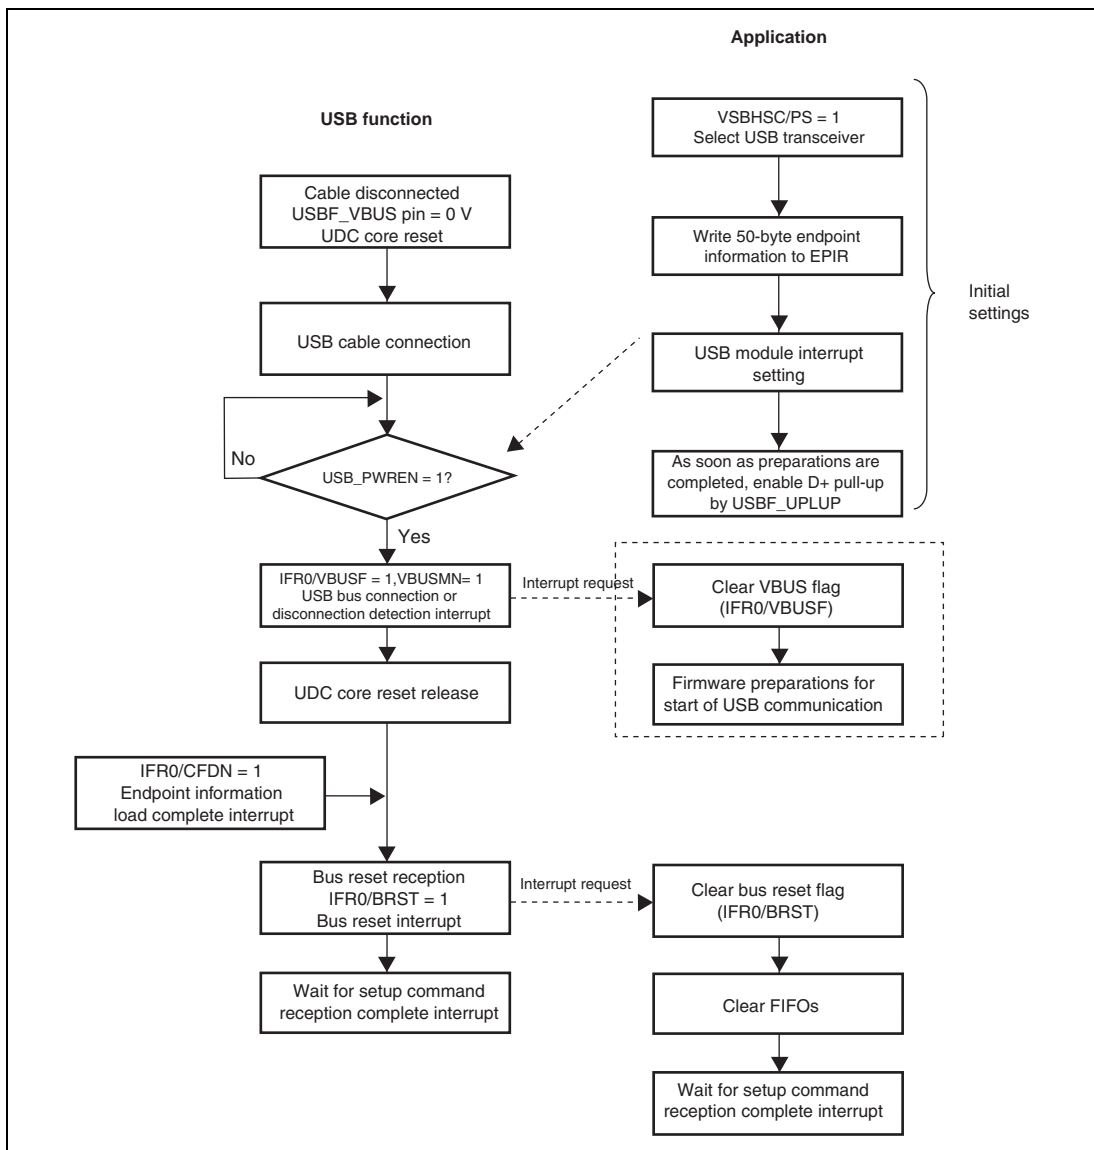 Application
VSBHSC/PS = 1
Select USB transceiver
Write 50-byte endpoint
information to EPIR
USB module interrupt
setting
As soon as preparations are
completed, enable D+ pull-up
by USBF_UPLUP
Initial
settings
USB function
Cable disconnected
USBF_VBUS pin = 0 V
UDC core reset
USB cable connection
No
USB_PWREN = 1?
Yes
IFR0/VBUSF = 1,VBUSMN= 1
USB bus connection or
disconnection detection interrupt
Interrupt request
Clear VBUS flag
(IFR0/VBUSF)
Firmware preparations for
start of USB communication
UDC core reset release
IFR0/CFDN = 1
Endpoint information
load complete interrupt
Bus reset reception
IFR0/BRST = 1
Bus reset interrupt
Interrupt request
Clear bus reset flag
(IFR0/BRST)
Wait for setup command
reception complete interrupt
Clear FIFOs
Wait for setup command
reception complete interrupt